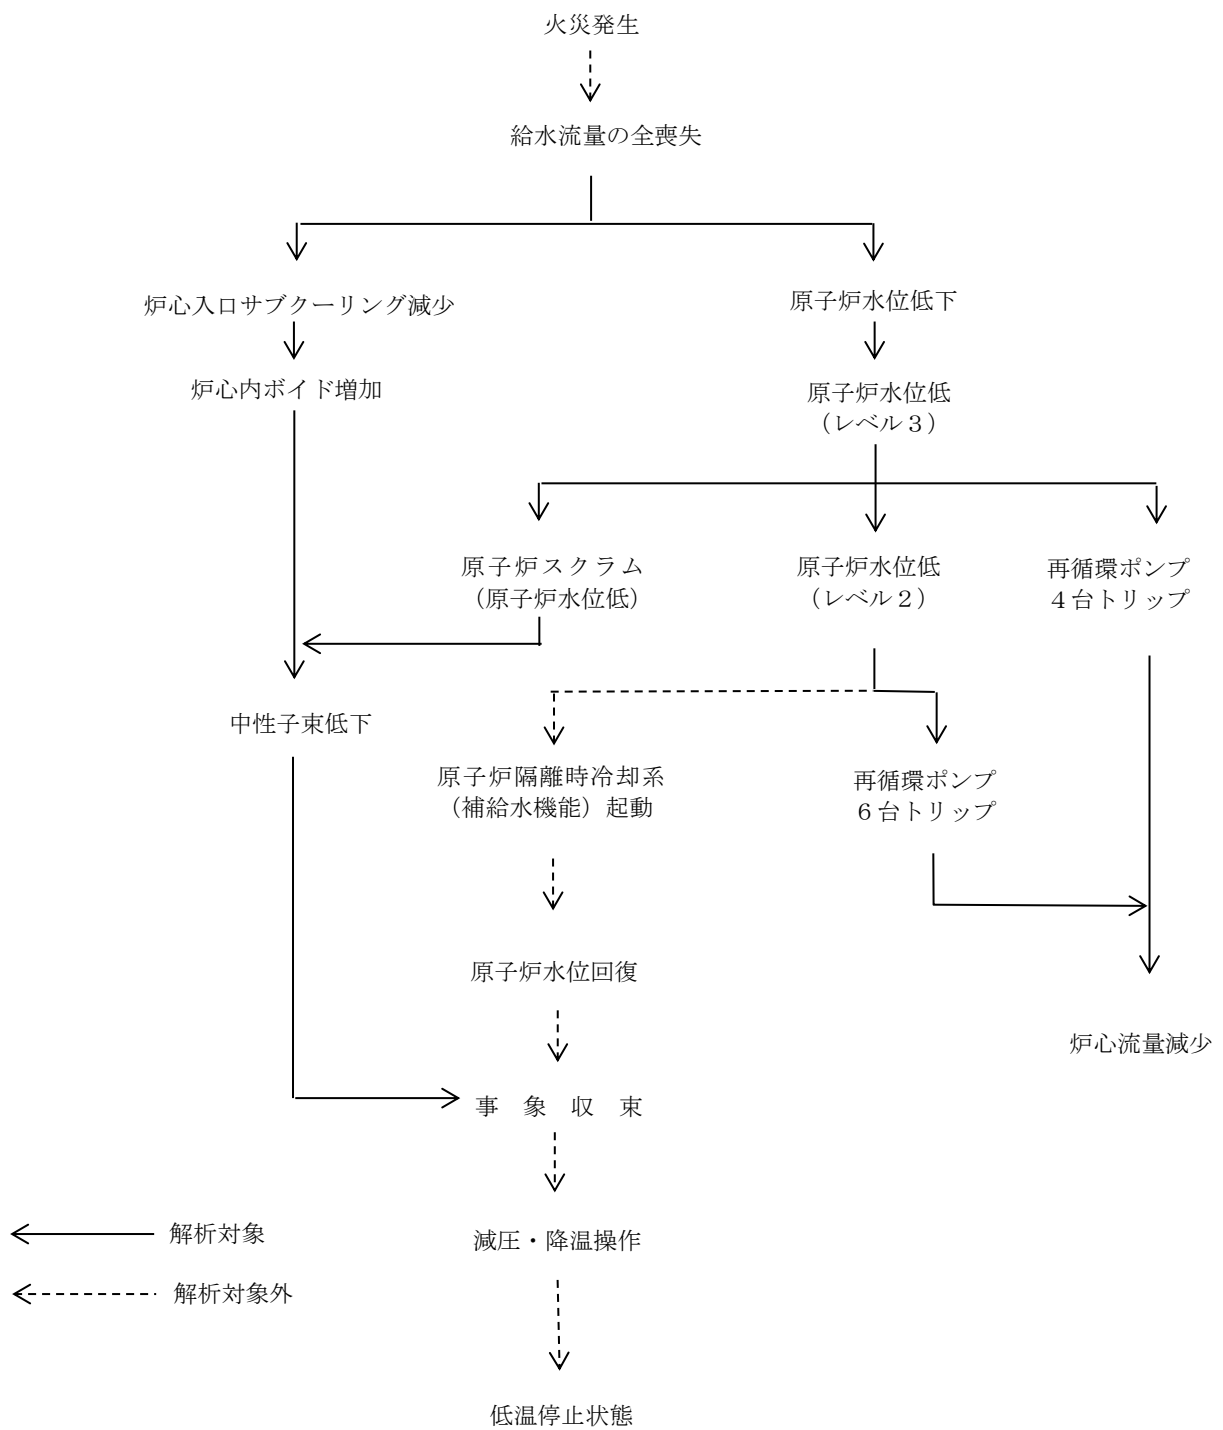 火災発生
給水流量の全喪失
炉心入口サブクーリング減少
原子炉水位低下
炉心内ボイド増加
原子炉水位低
（レベル３）
原子炉スクラム
（原子炉水位低）
原子炉水位低
（レベル２）
再循環ポンプ
４台トリップ
中性子束低下
原子炉隔離時冷却系
（補給水機能）起動
再循環ポンプ
６台トリップ
原子炉水位回復
炉心流量減少
事　象　収　束
減圧・降温操作
解析対象
解析対象外
低温停止状態